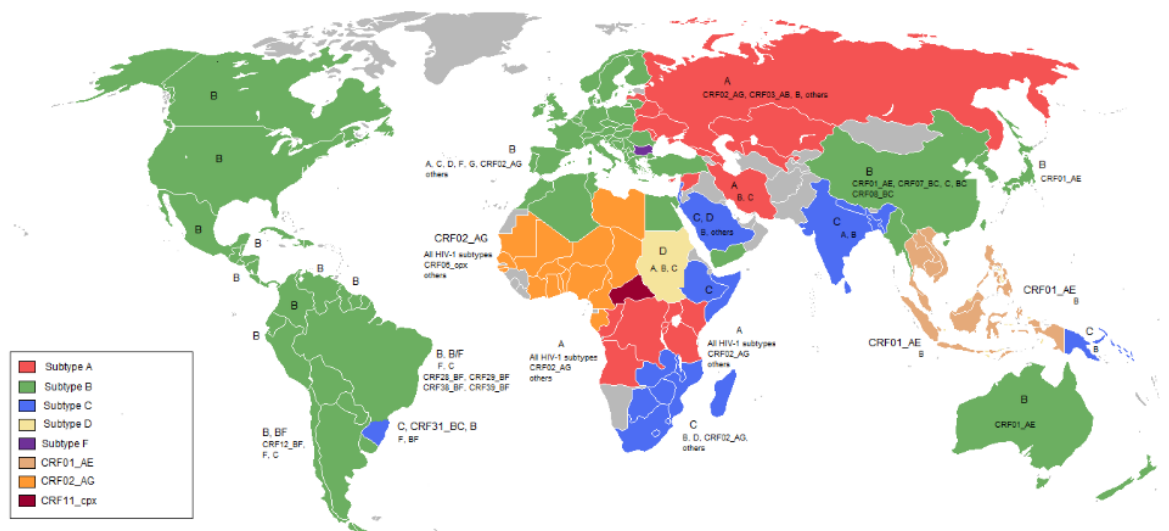 A
CRF02_AG, CRF03_AB, B, others
B
B
B
A, C, D, F, G, CRF02_AG
others
B
CRF01_AE, CRF07_BC, C, BC
CRF08_BC
B
CRF01_AE
A
B, C
B
B
C, D
B, others
C
A, B
CRF02_AG
All HIV-1 subtypes
CRF06_cpx
others
D
A, B, C
C
B
B
B
B
B
B
CRF01_AE
B
CRF01_AE
B
C
B
A
All HIV-1 subtypes
CRF02_AG
others
A
All HIV-1 subtypes
CRF02_AG
others
B, B/F
F, C
CRF28_BF, CRF29_BF
CRF38_BF, CRF39_BF
C, CRF31_BC, B
F, BF
B, BF
CRF12_BF,
F, C
C
B, D, CRF02_AG,
others
B
CRF01_AE
Subtype A
Subtype B
Subtype C
Subtype D
Subtype F
CRF01_AE
CRF02_AG
CRF11_cpx